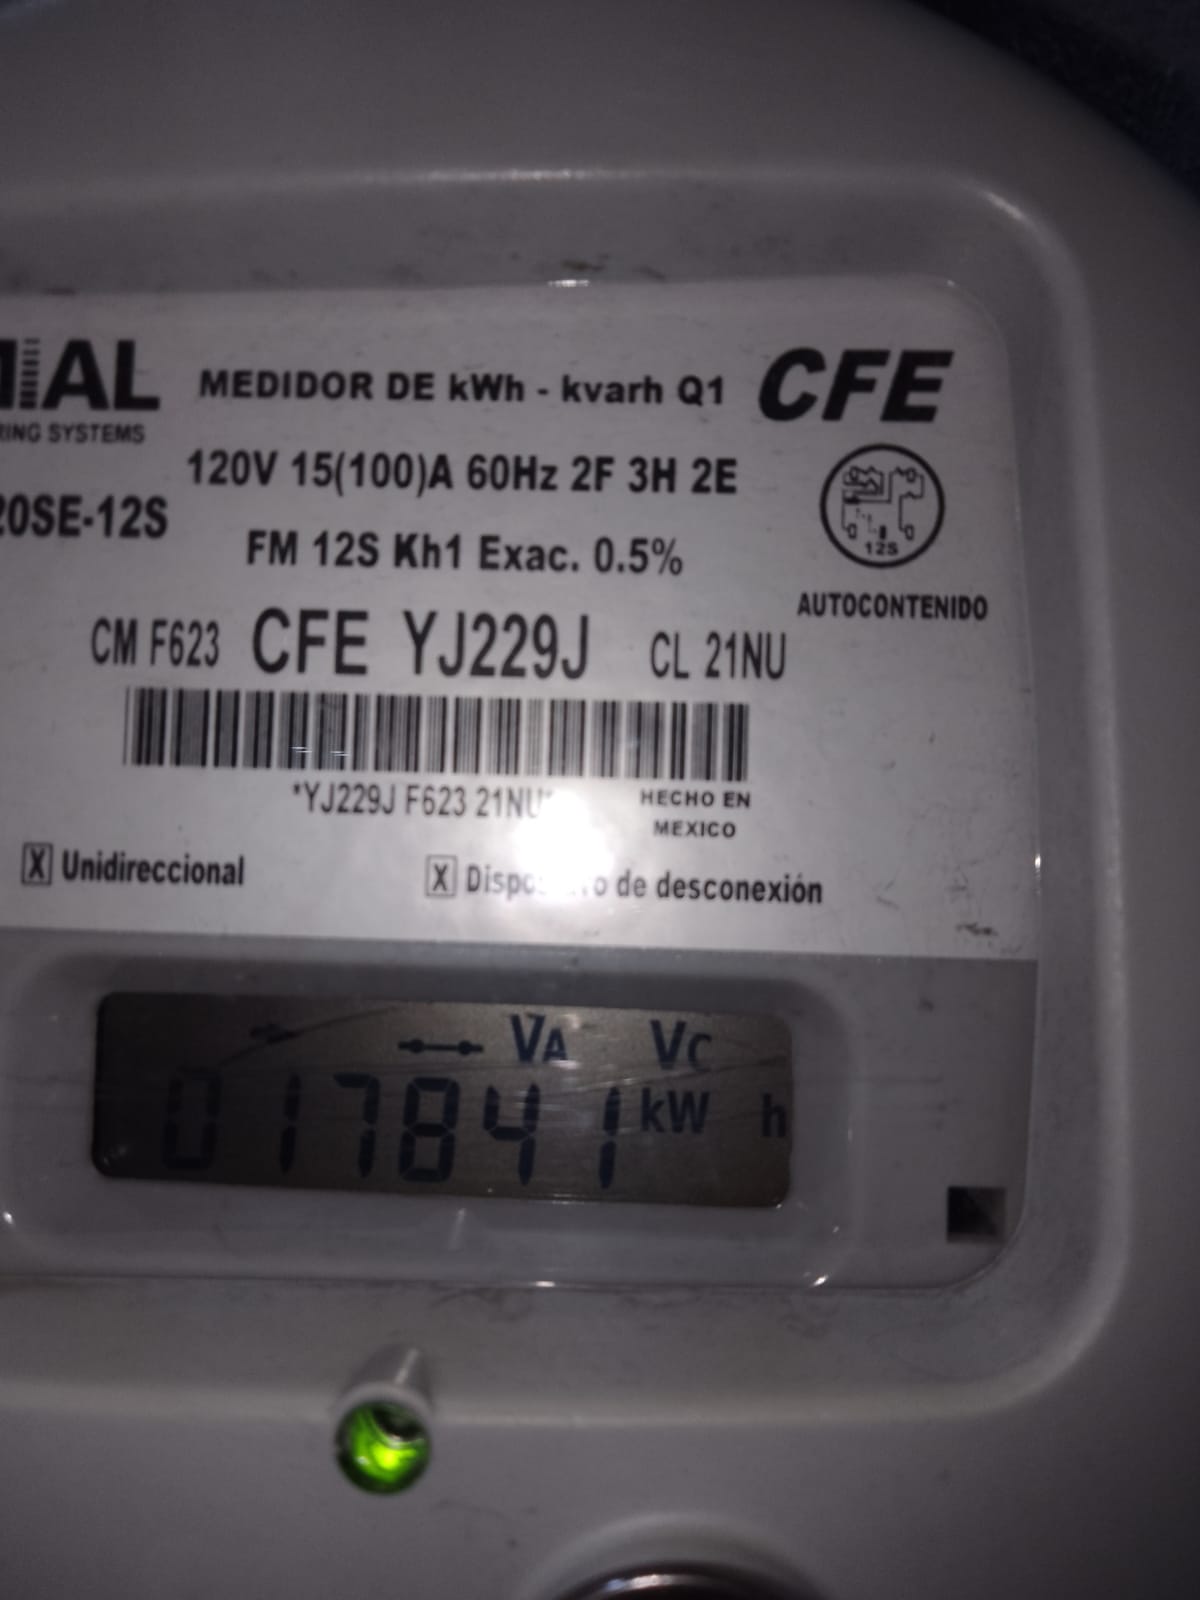 IAL
MEDIDOR DE kWh - kvarh Q1
CFE
RING SYSTEMS
120V 15(100)A 60Hz 2F 3H 2E
20SE-12S
FM 12S Kh1 Exac. 0.5%
12S
AUTOCONTENIDO
CM F623 CFE YJ229J CL 21NU
*YJ229J F623 21NU*
HECHO EN
MEXICO
X Unidireccional
X de desconexión
VA VC
017841 kW h